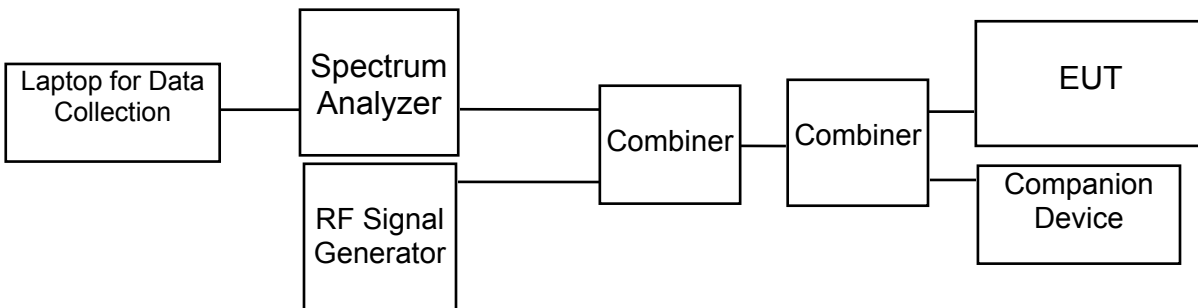 Laptop for Data
Collection
Spectrum
Analyzer
RF Signal
Generator
Combiner
Combiner
EUT
Companion
Device